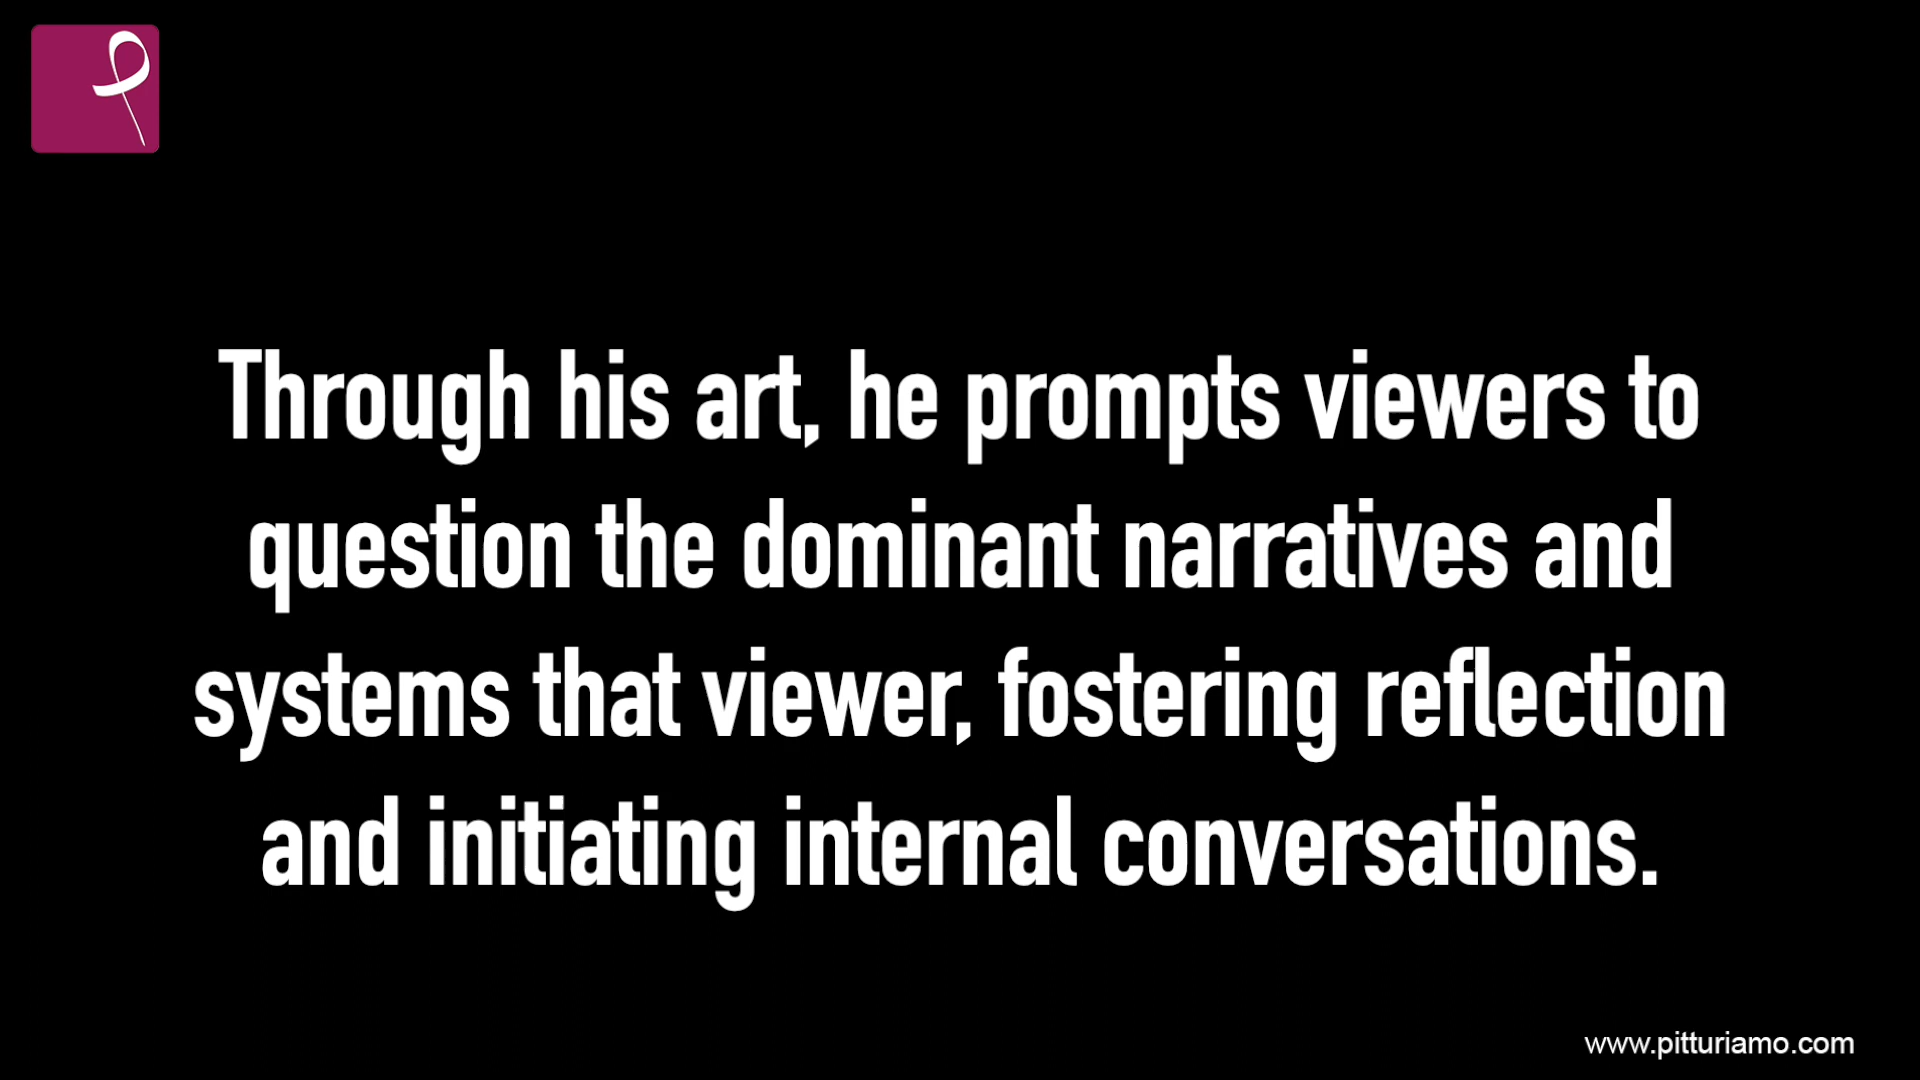 Through his art, he prompts viewers to
question the dominant narratives and
systems that viewer, fostering reflection
and initiating internal conversations.
www.pitturiamo.com